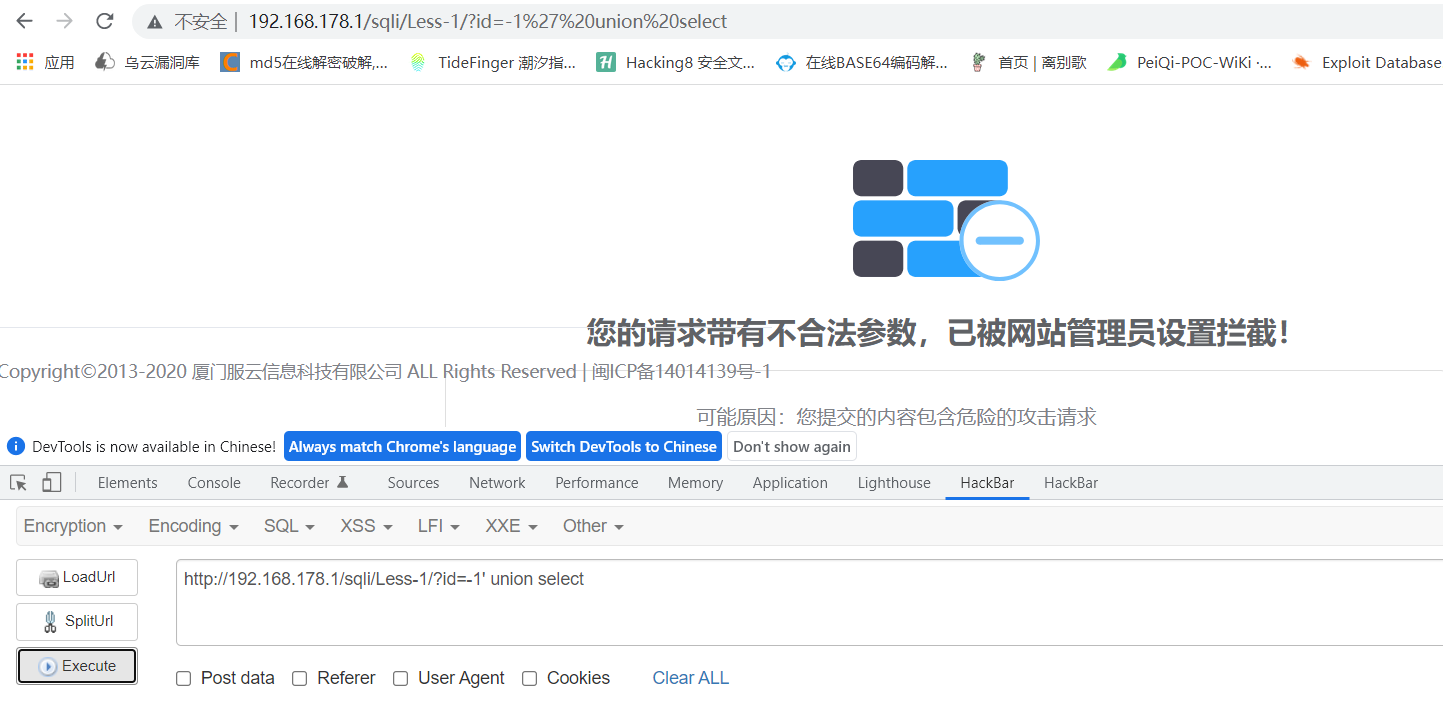 不安全 | 192.168.178.1/sqli/Less-1/?id=-1%27%20union%20select
应用 乌云漏洞库 md5在线解密破解,... TideFinger 潮汐指... Hacking8 安全文... 在线BASE64编码解... 首页 | 离别歌 PeiQi-POC-WiKi -... Exploit Database
您的请求带有不合法参数，已被网站管理员设置拦截！
Copyright©2013-2020 厦门服云信息科技有限公司 ALL Rights Reserved | 闽ICP备14014139号-1
可能原因：您提交的内容包含危险的攻击请求
DevTools is now available in Chinese! Always match Chrome's language Switch DevTools to Chinese Don't show again
Elements Console Recorder Sources Network Performance Memory Application Lighthouse HackBar HackBar
Encryption Encoding SQL XSS LFI XXE Other
LoadUrl http://192.168.178.1/sqli/Less-1/?id=-1' union select
SplitUrl
Execute
Post data Referer User Agent Cookies Clear ALL